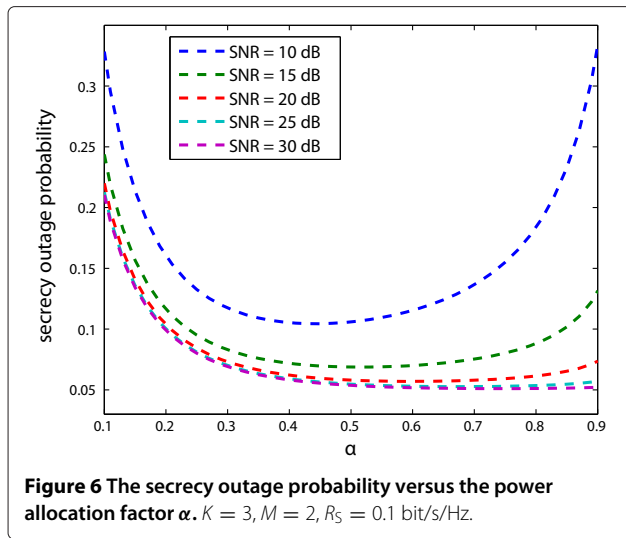 SNR = 10 dB
SNR = 15 dB
SNR = 20 dB
SNR = 25 dB
SNR = 30 dB
secrecy outage probability
0.3
0.25
0.2
0.15
0.1
0.05
0.1 0.2 0.3 0.4 0.5 0.6 0.7 0.8 0.9
α
Figure 6 The secrecy outage probability versus the power
allocation factor α. K = 3, M = 2, R_S = 0.1 bit/s/Hz.